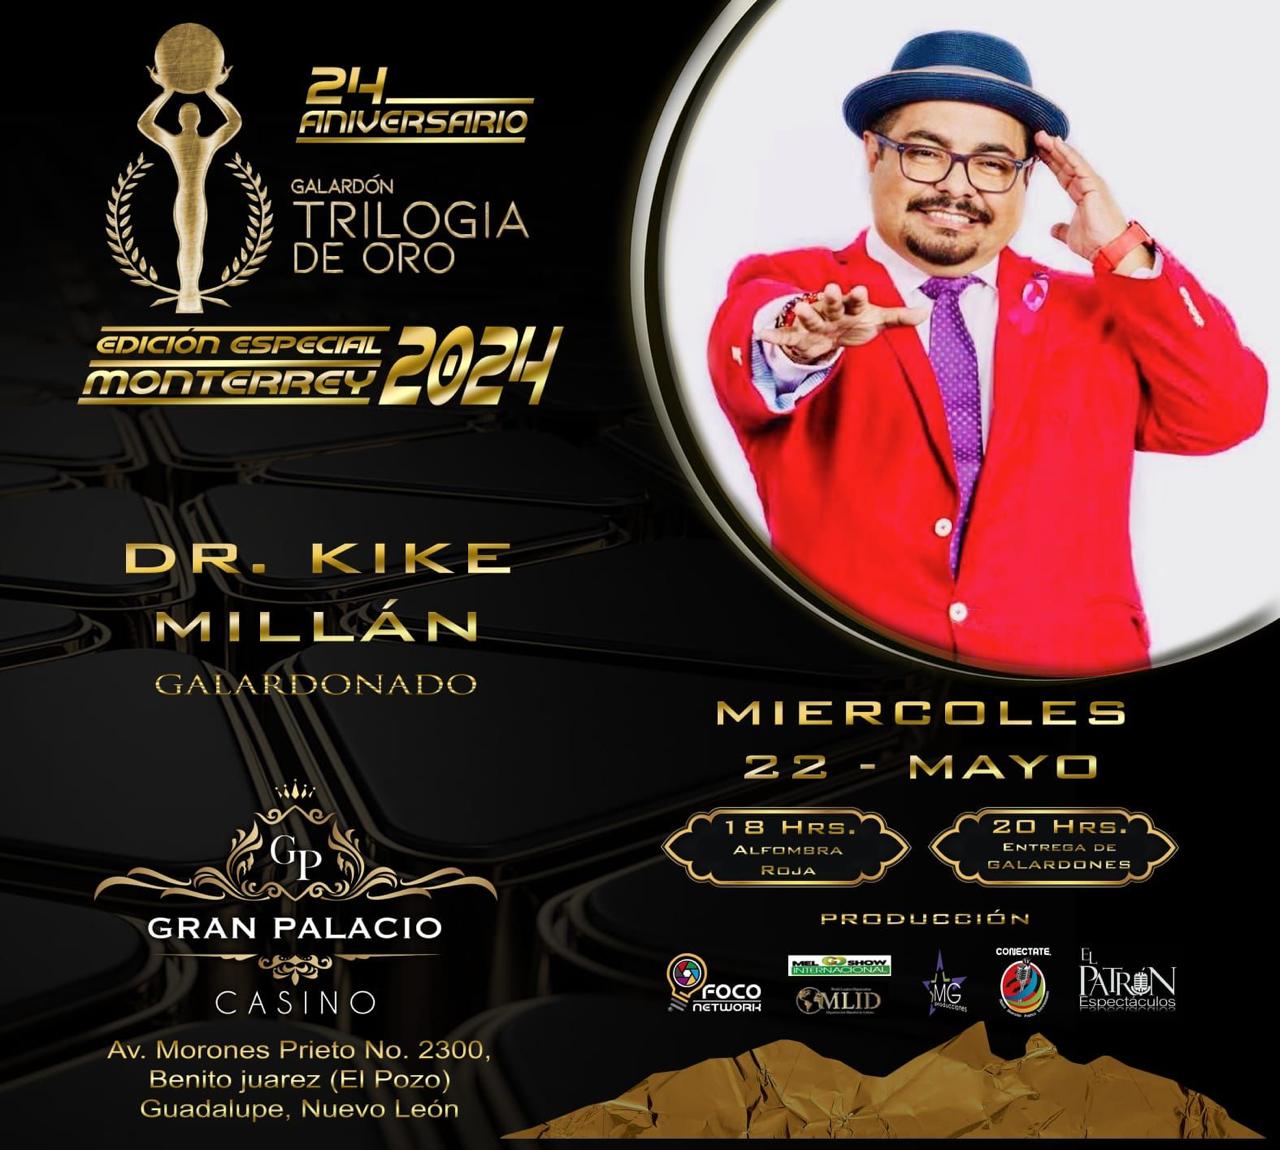 24
ANIVERSARIO
GALARDÓN
TRILOGIA
DE ORO
EDICIÓN ESPECIAL
MONTERREY 2024
DR. KIKE
MILLÁN
GALARDONADO
GP
GRAN PALACIO
CASINO
Av. Morones Prieto No. 2300,
Benito juarez (El Pozo)
Guadalupe, Nuevo León
MIERCOLES
22 - MAYO
18 HRS.
ALFOMBRA
ROJA
20 HRS.
ENTREGA DE
GALARDONES
PRODUCCIÓN
FOCO
NETWORK
MEL GO SHOW
INTERNACIONAL
MLID
MG
producciones
CONECTATE
EL
PATRÓN
Espectáculos